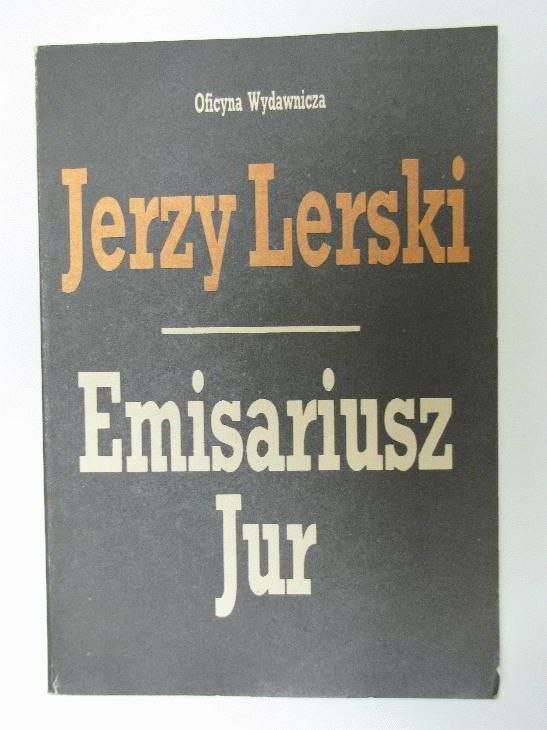 Oficyna Wydawnicza
Jerzy Lerski
Emisariusz
Jur